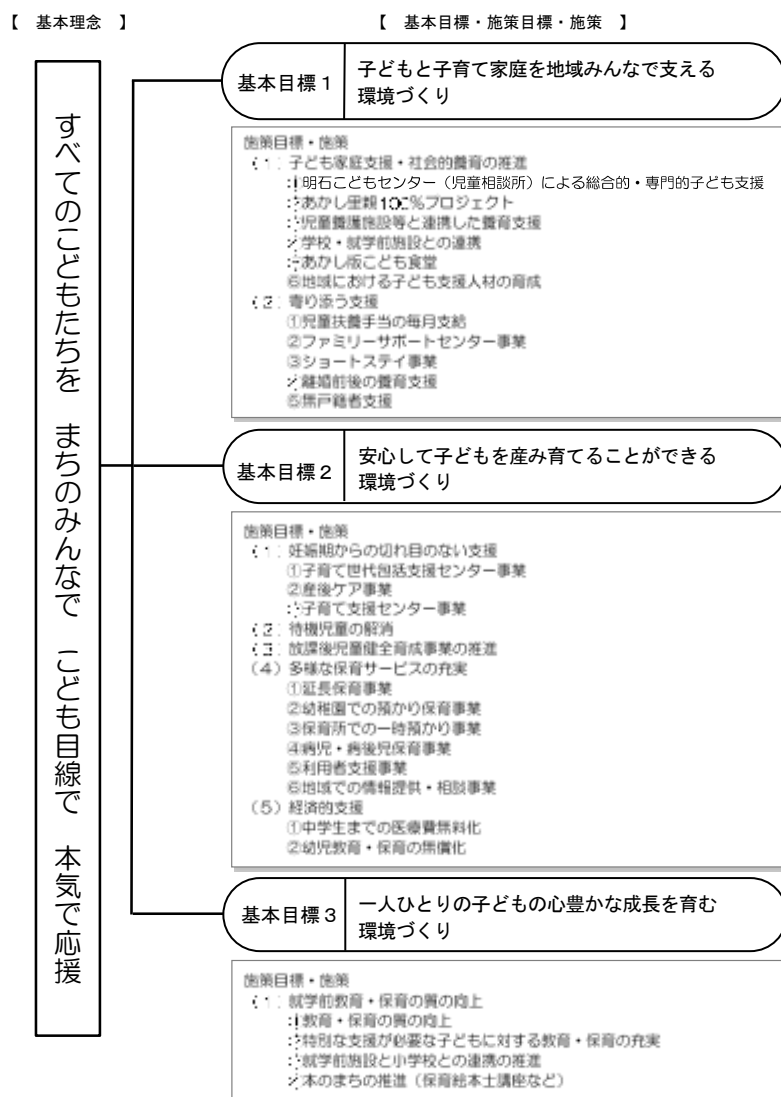 【 基本理念 】
【 基本目標・施策目標・施策 】
すべてのこどもたちを まちのみんなで こども目線で 本気で応援
基本目標1
子どもと子育て家庭を地域みんなで支える
環境づくり
施策目標・施策
(1) 子ども家庭支援・社会的養育の推進
明石こどもセンター（児童相談所）による総合的・専門的子ども支援
あかし里親100%プロジェクト
児童養護施設等と連携した養育支援
学校・就学前施設との連携
あかし版こども食堂
⑥地域における子ども支援人材の育成
(2) 寄り添う支援
①児童扶養手当の毎月支給
②ファミリーサポートセンター事業
③ショートステイ事業
離婚前後の養育支援
⑤無戸籍者支援
基本目標2
安心して子どもを産み育てることができる
環境づくり
施策目標・施策
(1) 妊娠期からの切れ目のない支援
①子育て世代包括支援センター事業
②産後ケア事業
子育て支援センター事業
(2) 待機児童の解消
(3) 放課後児童健全育成事業の推進
(4) 多様な保育サービスの充実
①延長保育事業
②幼稚園での預かり保育事業
③保育所での一時預かり事業
④病児・病後児保育事業
⑤利用者支援事業
⑥地域での情報提供・相談事業
(5) 経済的支援
①中学生までの医療費無料化
②幼児教育・保育の無償化
基本目標3
一人ひとりの子どもの心豊かな成長を育む
環境づくり
施策目標・施策
(1) 就学前教育・保育の質の向上
教育・保育の質の向上
特別な支援が必要な子どもに対する教育・保育の充実
就学前施設と小学校との連携の推進
本のまちの推進（保育絵本士講座など）